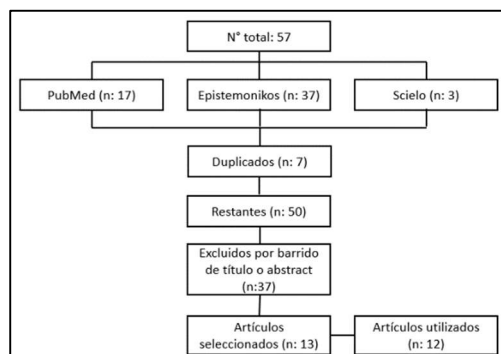 N° total: 57
PubMed (n: 17)
Epistemonikos (n: 37)
Scielo (n: 3)
Duplicados (n: 7)
Restantes (n: 50)
Excluidos por barrido
de título o abstract
(n:37)
Artículos
seleccionados (n: 13)
Artículos utilizados
(n: 12)